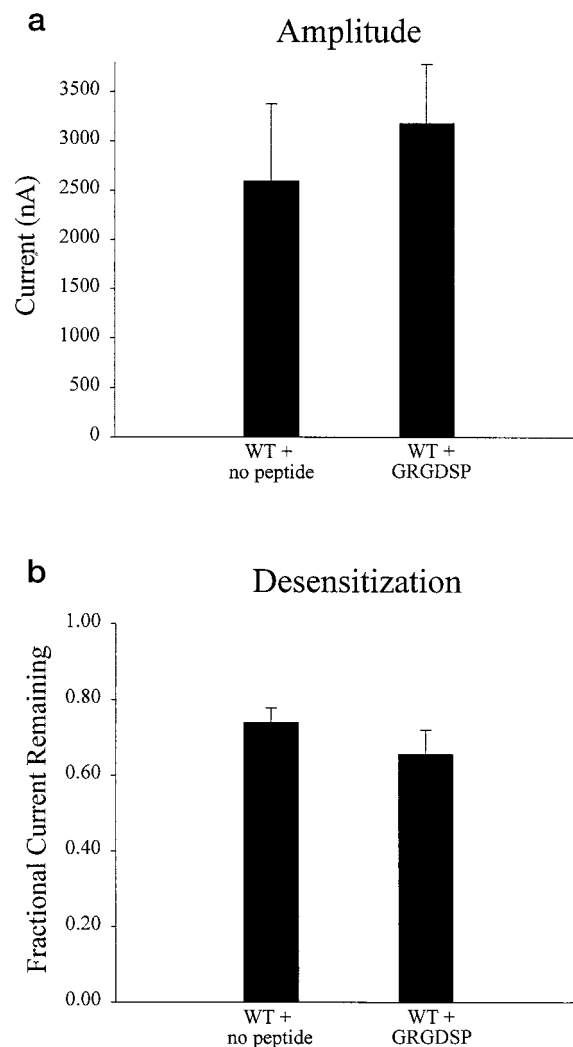 a
Amplitude
3500
3000
2500
2000
1500
1000
500
0
Current (nA)
WT +
no peptide
WT +
GRGDSP
b
Desensitization
1.00
0.80
0.60
0.40
0.20
0.00
Fractional Current Remaining
WT +
no peptide
WT +
GRGDSP